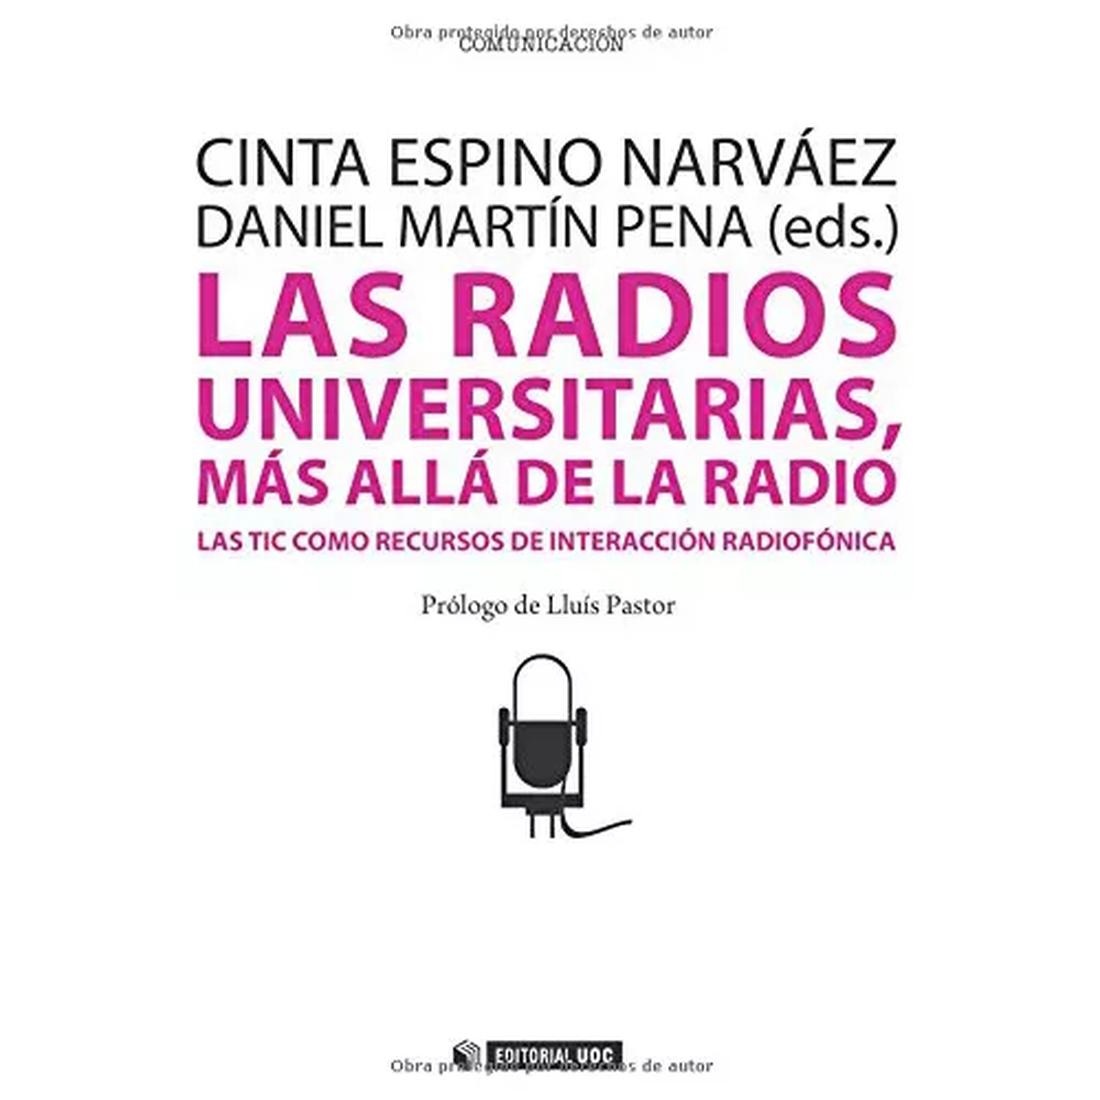 Obra protegido por derechos de autor
COMUNICACIÓN
CINTA ESPINO NARVÁEZ
DANIEL MARTÍN PENA (eds.)
LAS RADIOS
UNIVERSITARIAS,
MÁS ALLÁ DE LA RADIO
LAS TIC COMO RECURSOS DE INTERACCIÓN RADIOFÓNICA
Prólogo de Lluís Pastor
EDITORIAL UOC
Obra protegido por derechos de autor